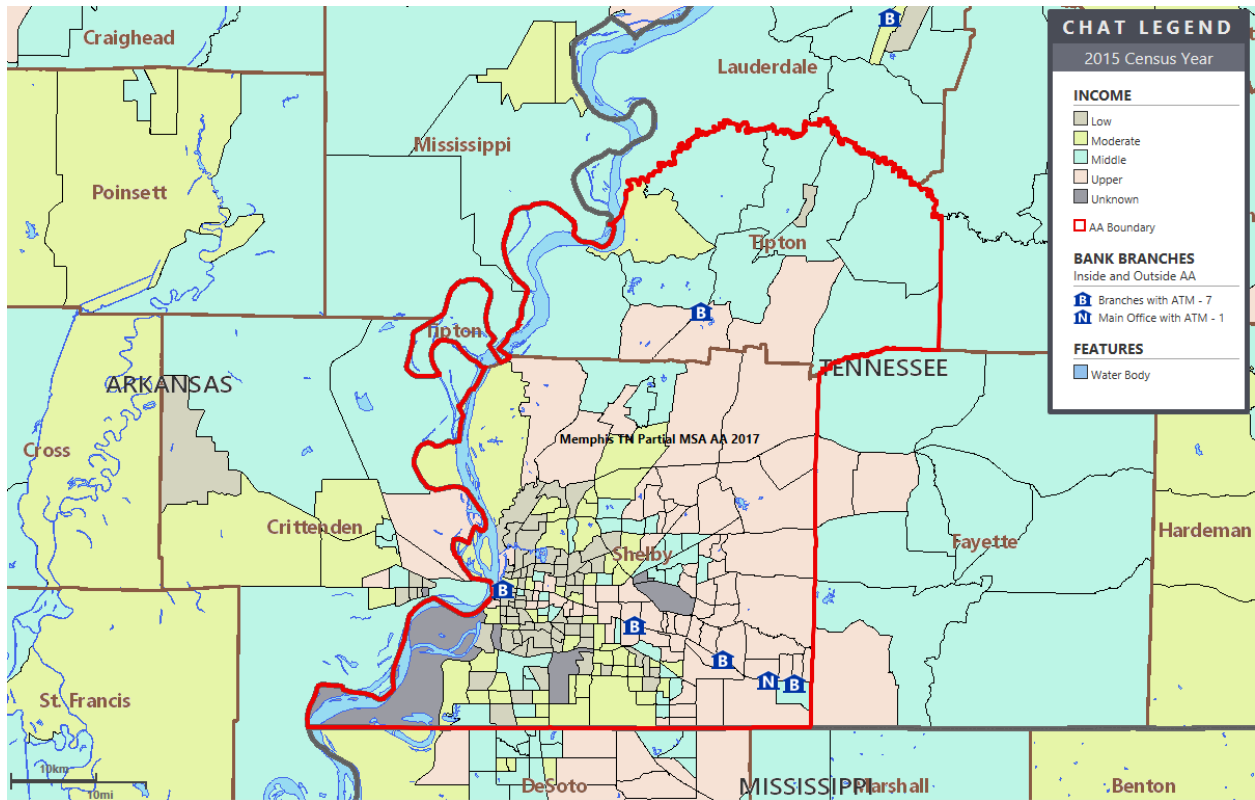 Craighead
Lauderdale
Mississippi
Poinsett
Tipton
Tipton
TENNESSEE
ARKANSAS
Memphis TN Partial MSA AA 2017
Cross
Crittenden
Shelby
Fayette
Hardeman
St. Francis
10km
10mi
DeSoto
MISSISSIPPI
Marshall
Benton
B
B
B
B
B
N
B
CHAT LEGEND
2015 Census Year
INCOME
Low
Moderate
Middle
Upper
Unknown
AA Boundary
BANK BRANCHES
Inside and Outside AA
B Branches with ATM - 7
N Main Office with ATM - 1
FEATURES
Water Body